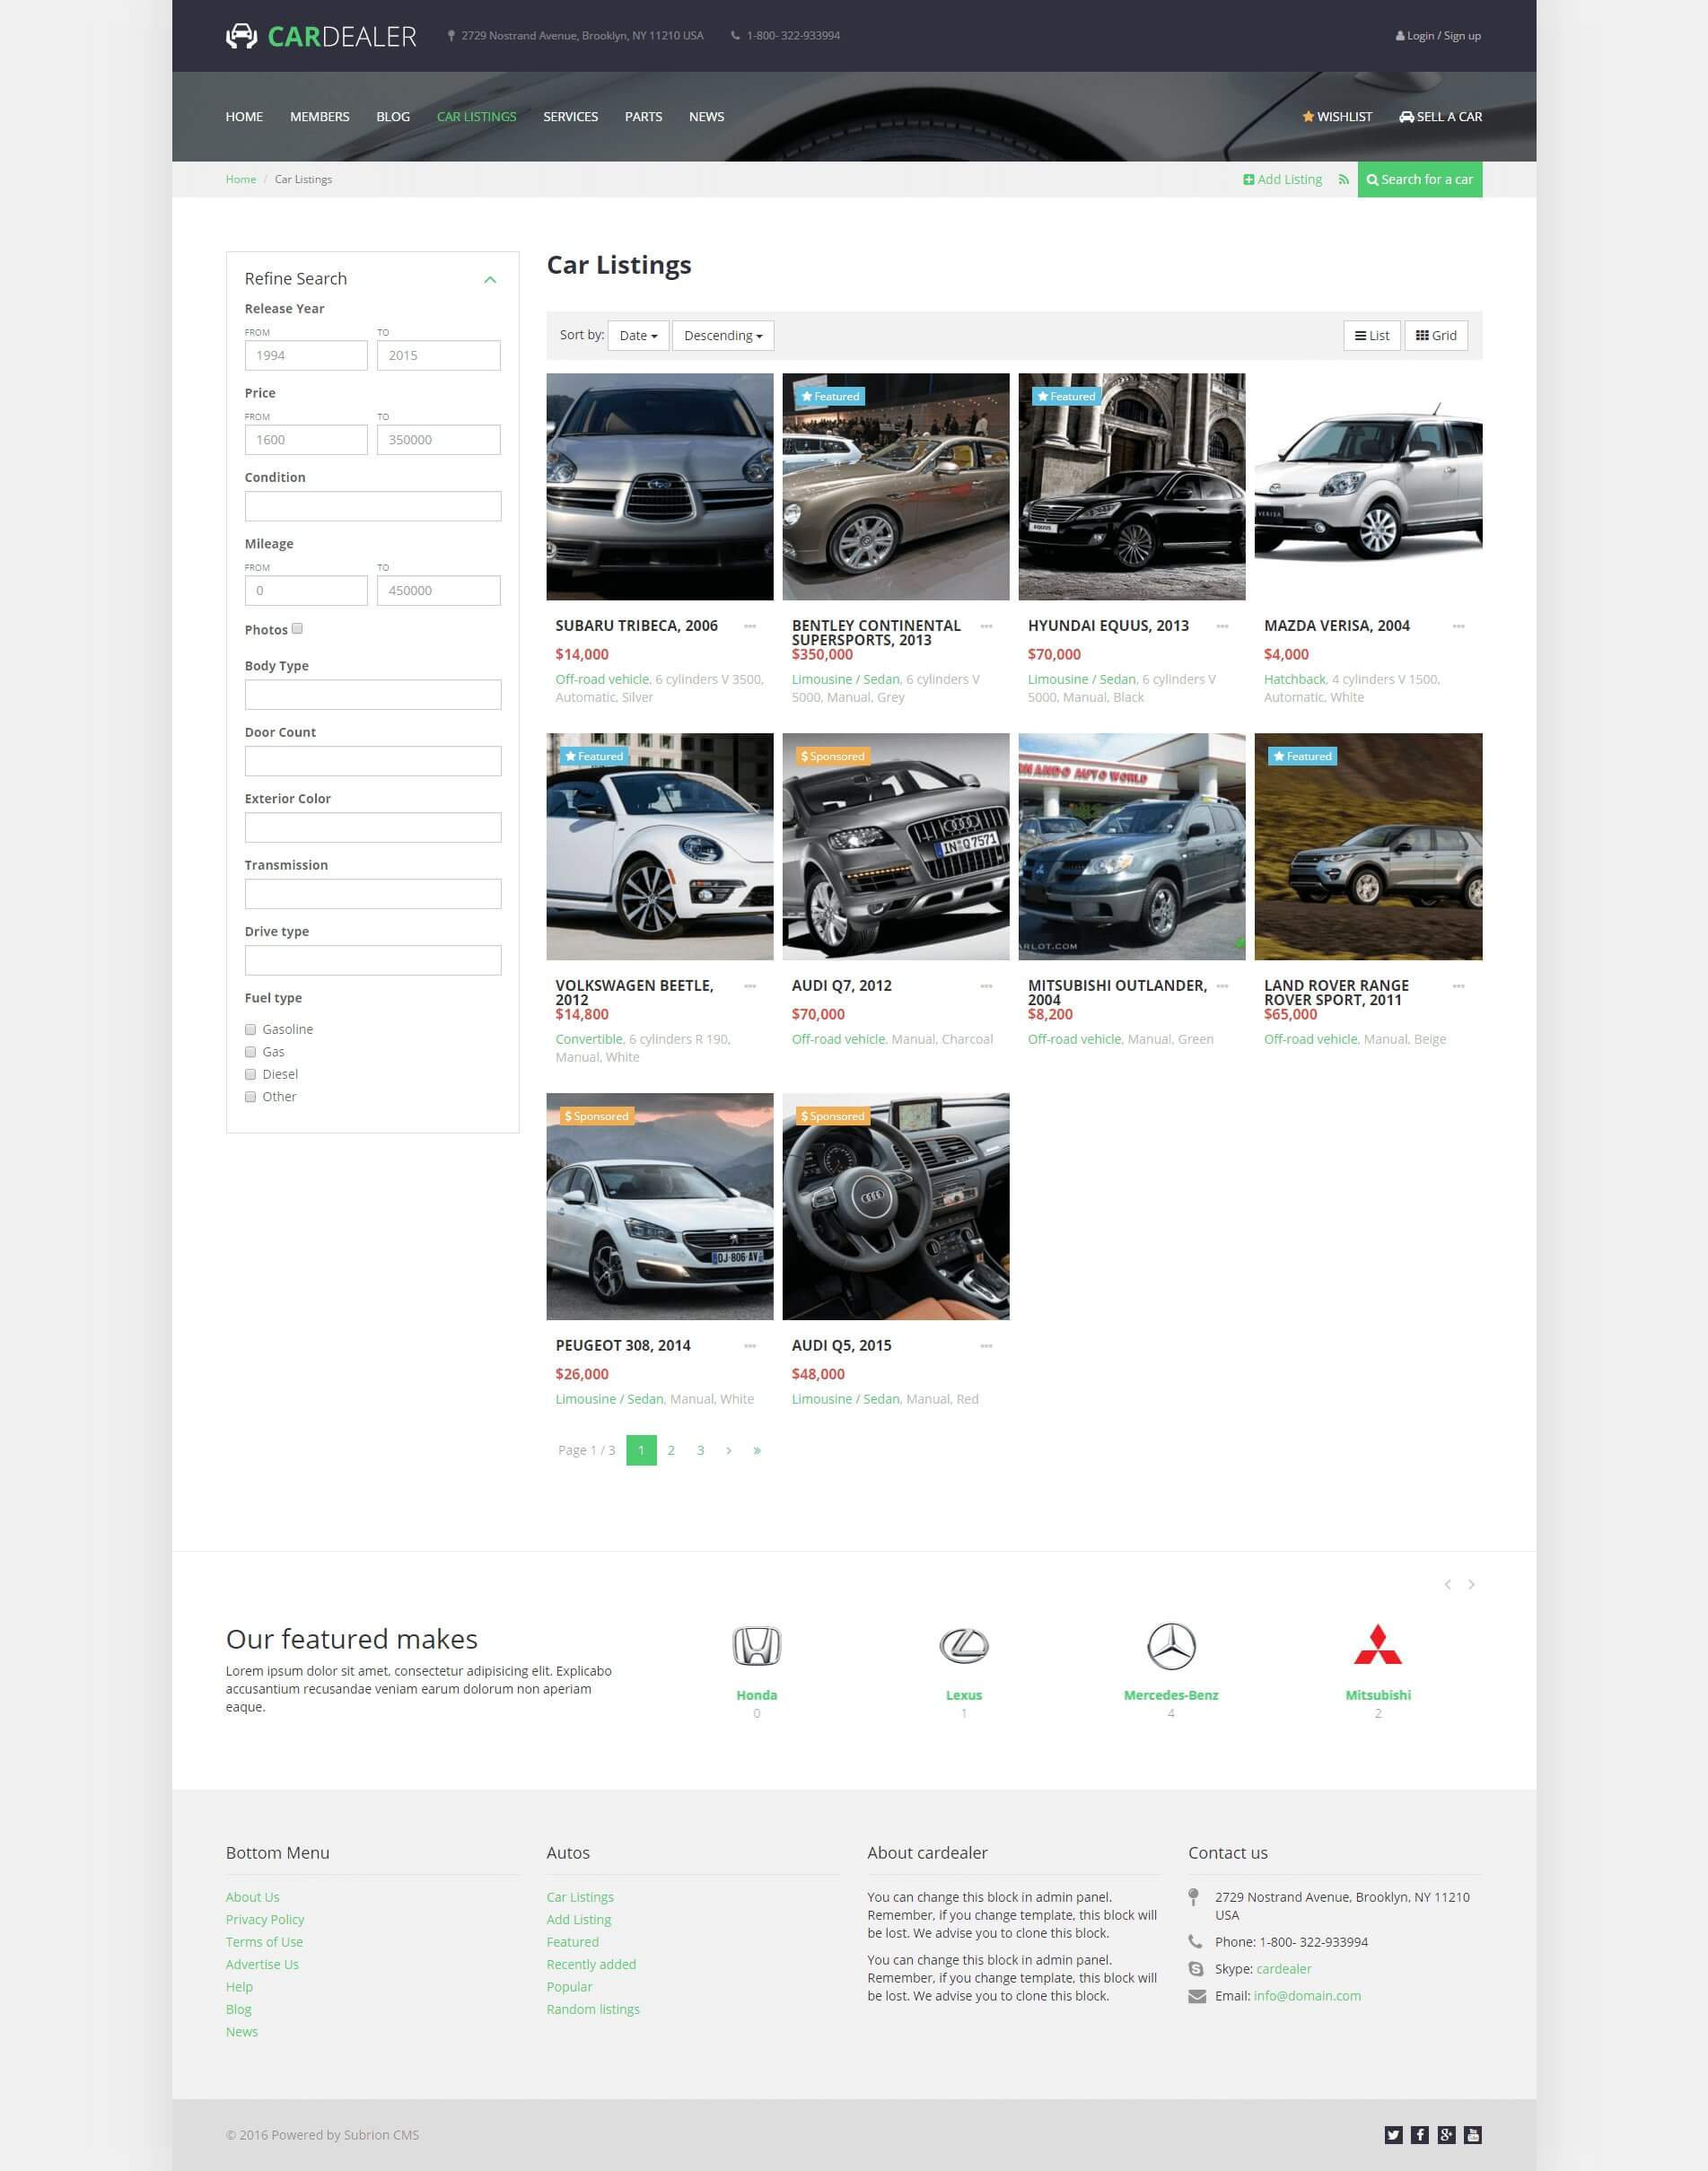 CARDEALER
2729 Nostrand Avenue, Brooklyn, NY 11210 USA
1-800- 322-933994
Login / Sign up
HOME
MEMBERS
BLOG
CAR LISTINGS
SERVICES
PARTS
NEWS
WISHLIST
SELL A CAR
Home / Car Listings
Add Listing
Search for a car
Refine Search
Release Year
FROM
TO
1994
2015
Price
FROM
TO
1600
350000
Condition
Mileage
FROM
TO
0
450000
Photos
Body Type
Door Count
Exterior Color
Transmission
Drive type
Fuel type
Gasoline
Gas
Diesel
Other
Car Listings
Sort by:
Date
Descending
List
Grid
SUBARU TRIBECA, 2006
$14,000
Off-road vehicle, 6 cylinders V 3500,
Automatic, Silver
Featured
BENTLEY CONTINENTAL
SUPERSPORTS, 2013
$350,000
Limousine / Sedan, 6 cylinders V
5000, Manual, Grey
Featured
EQUUS
HYUNDAI EQUUS, 2013
$70,000
Limousine / Sedan, 6 cylinders V
5000, Manual, Black
VERISA
MAZDA VERISA, 2004
$4,000
Hatchback, 4 cylinders V 1500,
Automatic, White
Featured
VOLKSWAGEN BEETLE,
2012
$14,800
Convertible, 6 cylinders R 190,
Manual, White
$ Sponsored
IN Q 7571
AUDI Q7, 2012
$70,000
Off-road vehicle, Manual, Charcoal
ANDO AUTO WORLD
ARLOT.COM
MITSUBISHI OUTLANDER,
2004
$8,200
Off-road vehicle, Manual, Green
Featured
LAND ROVER RANGE
ROVER SPORT, 2011
$65,000
Off-road vehicle, Manual, Beige
$ Sponsored
DJ-806-AV
PEUGEOT 308, 2014
$26,000
Limousine / Sedan, Manual, White
$ Sponsored
AUDI Q5, 2015
$48,000
Limousine / Sedan, Manual, Red
Page 1 / 3
1
2
3
›
»
Our featured makes
Lorem ipsum dolor sit amet, consectetur adipisicing elit. Explicabo
accusantium recusandae veniam earum dolorum non aperiam
eaque.
Honda
0
Lexus
1
Mercedes-Benz
4
Mitsubishi
2
Bottom Menu
About Us
Privacy Policy
Terms of Use
Advertise Us
Help
Blog
News
Autos
Car Listings
Add Listing
Featured
Recently added
Popular
Random listings
About cardealer
You can change this block in admin panel.
Remember, if you change template, this block will
be lost. We advise you to clone this block.
You can change this block in admin panel.
Remember, if you change template, this block will
be lost. We advise you to clone this block.
Contact us
2729 Nostrand Avenue, Brooklyn, NY 11210
USA
Phone: 1-800- 322-933994
Skype: cardealer
Email: info@domain.com
© 2016 Powered by Subrion CMS